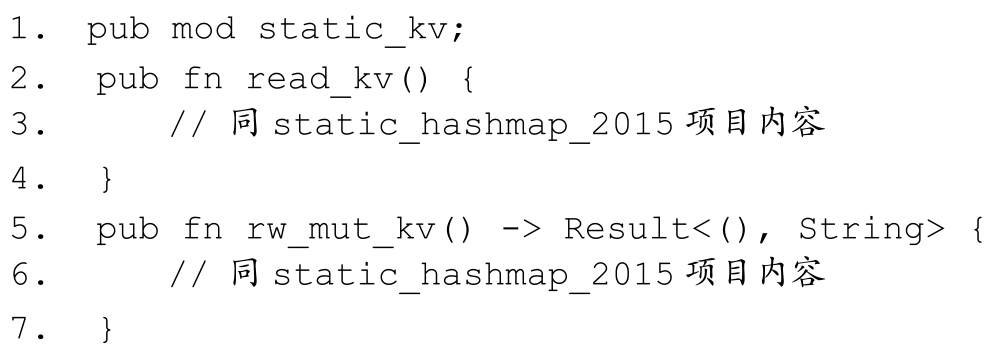 1. pub mod static_kv;
2. pub fn read_kv() {
3. // 同 static_hashmap_2015 项目内容
4. }
5. pub fn rw_mut_kv() -> Result<(), String> {
6. // 同 static_hashmap_2015 项目内容
7. }